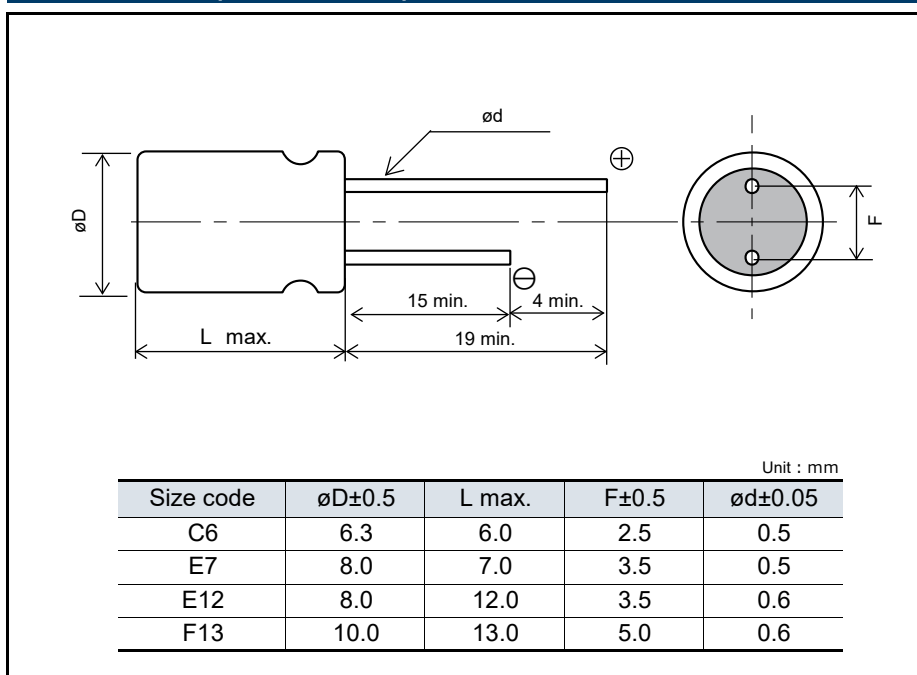 ød
⊕
øD
F
⊖
15 min.
4 min.
L max.
19 min.
Unit : mm
Size code øD±0.5 L max. F±0.5 ød±0.05
C6 6.3 6.0 2.5 0.5
E7 8.0 7.0 3.5 0.5
E12 8.0 12.0 3.5 0.6
F13 10.0 13.0 5.0 0.6